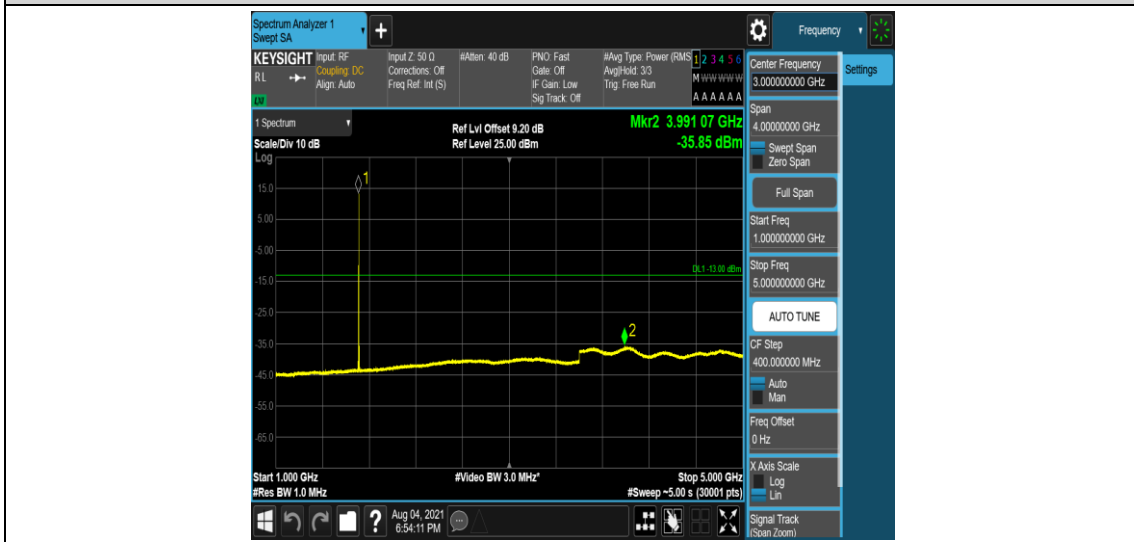 Spectrum Analyzer 1
Swept SA
+
Frequency
KEYSIGHT
RL
LXI
Input: RF
Coupling: DC
Align: Auto
Input Z: 50 Ω
Corrections: Off
Freq Ref: Int (S)
#Atten: 40 dB
PNO: Fast
Gate: Off
IF Gain: Low
Sig Track: Off
#Avg Type: Power (RMS
Avg|Hold: 3/3
Trig: Free Run
1 2 3 4 5 6
M W W W W W
A A A A A A
Center Frequency
3.000000000 GHz
Settings
1 Spectrum
Scale/Div 10 dB
Log
Ref Lvl Offset 9.20 dB
Ref Level 25.00 dBm
Mkr2 3.991 07 GHz
-35.85 dBm
15.0
5.00
-5.00
-15.0
-25.0
-35.0
-45.0
-55.0
-65.0
1
2
DL1 -13.00 dBm
Start 1.000 GHz
#Res BW 1.0 MHz
#Video BW 3.0 MHz*
Stop 5.000 GHz
#Sweep ~5.00 s (30001 pts)
Span
4.00000000 GHz
Swept Span
Zero Span
Full Span
Start Freq
1.000000000 GHz
Stop Freq
5.000000000 GHz
AUTO TUNE
CF Step
400.000000 MHz
Auto
Man
Freq Offset
0 Hz
X Axis Scale
Log
Lin
Signal Track
(Span Zoom)
?
Aug 04, 2021
6:54:11 PM